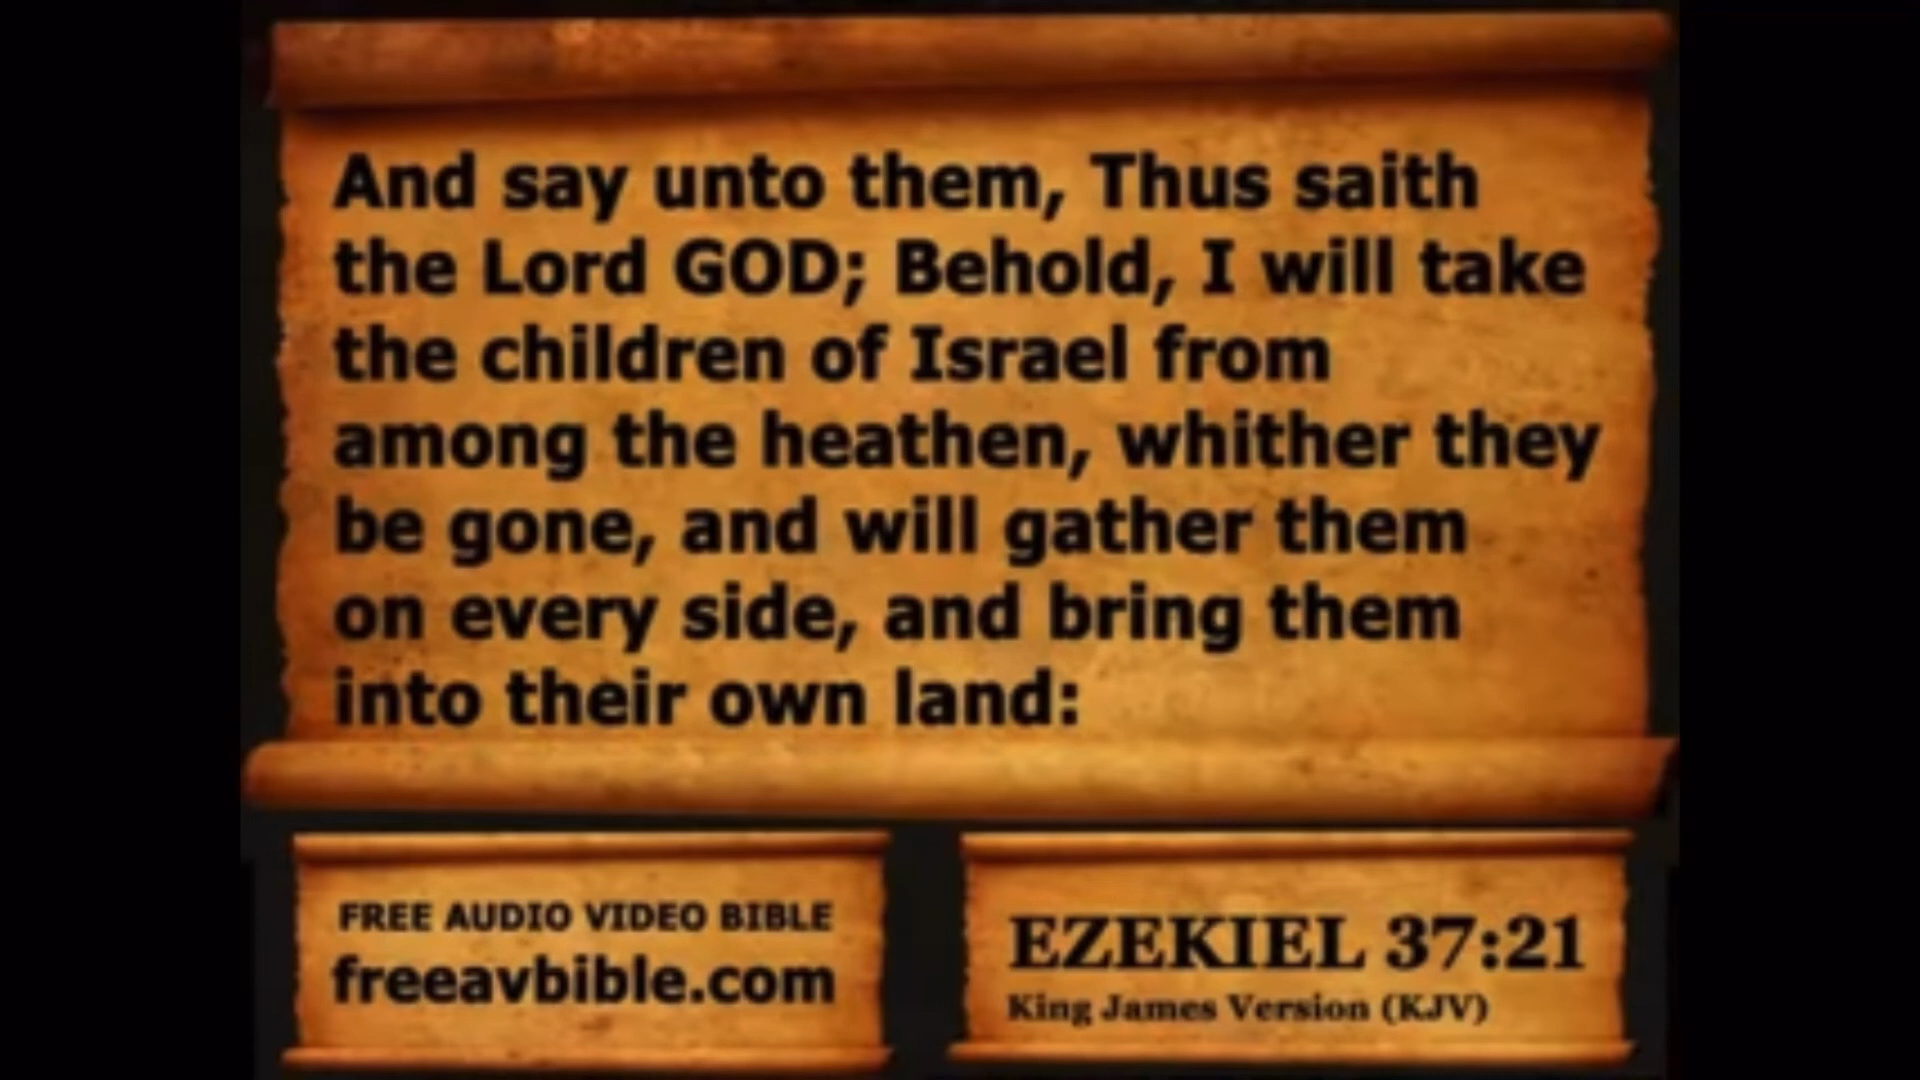 And say unto them, Thus saith
the Lord GOD; Behold, I will take
the children of Israel from
among the heathen, whither they
be gone, and will gather them
on every side, and bring them
into their own land:
FREE AUDIO VIDEO BIBLE
freeavbible.com
EZEKIEL 37:21
King James Version (KJV)